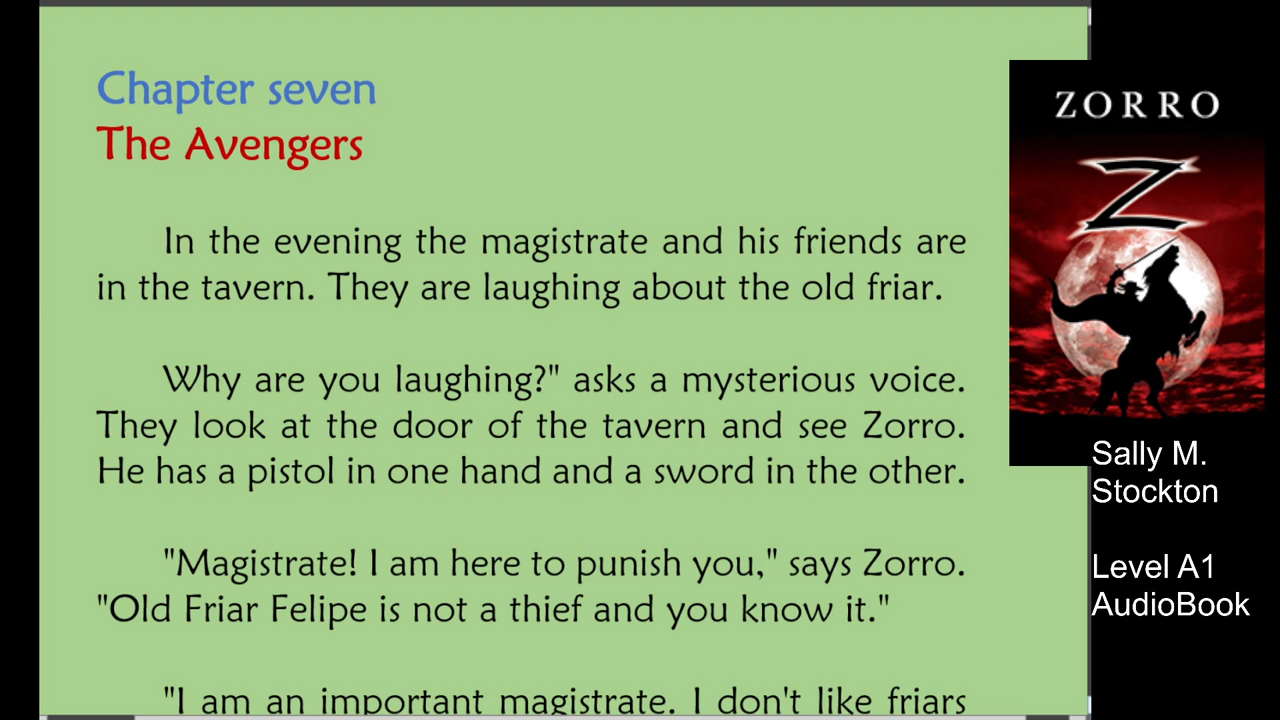 Chapter seven
The Avengers
In the evening the magistrate and his friends are
in the tavern. They are laughing about the old friar.
Why are you laughing?" asks a mysterious voice.
They look at the door of the tavern and see Zorro.
He has a pistol in one hand and a sword in the other.
"Magistrate! I am here to punish you," says Zorro.
"Old Friar Felipe is not a thief and you know it."
"I am an important magistrate. I don't like friars
ZORRO
Z
Sally M.
Stockton
Level A1
AudioBook